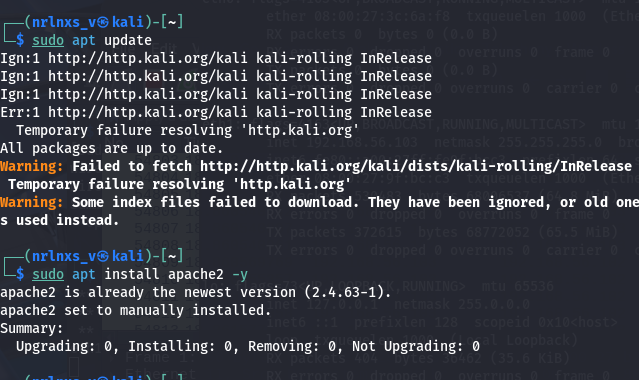 ┌──(nrlnxs_v㉿kali)-[~]
└─$ sudo apt update
Ign:1 http://http.kali.org/kali kali-rolling InRelease
Ign:1 http://http.kali.org/kali kali-rolling InRelease
Ign:1 http://http.kali.org/kali kali-rolling InRelease
Err:1 http://http.kali.org/kali kali-rolling InRelease
  Temporary failure resolving 'http.kali.org'
All packages are up to date.
Warning: Failed to fetch http://http.kali.org/kali/dists/kali-rolling/InRelease
 Temporary failure resolving 'http.kali.org'
Warning: Some index files failed to download. They have been ignored, or old one
s used instead.
┌──(nrlnxs_v㉿kali)-[~]
└─$ sudo apt install apache2 -y
apache2 is already the newest version (2.4.63-1).
apache2 set to manually installed.
Summary:
  Upgrading: 0, Installing: 0, Removing: 0, Not Upgrading: 0